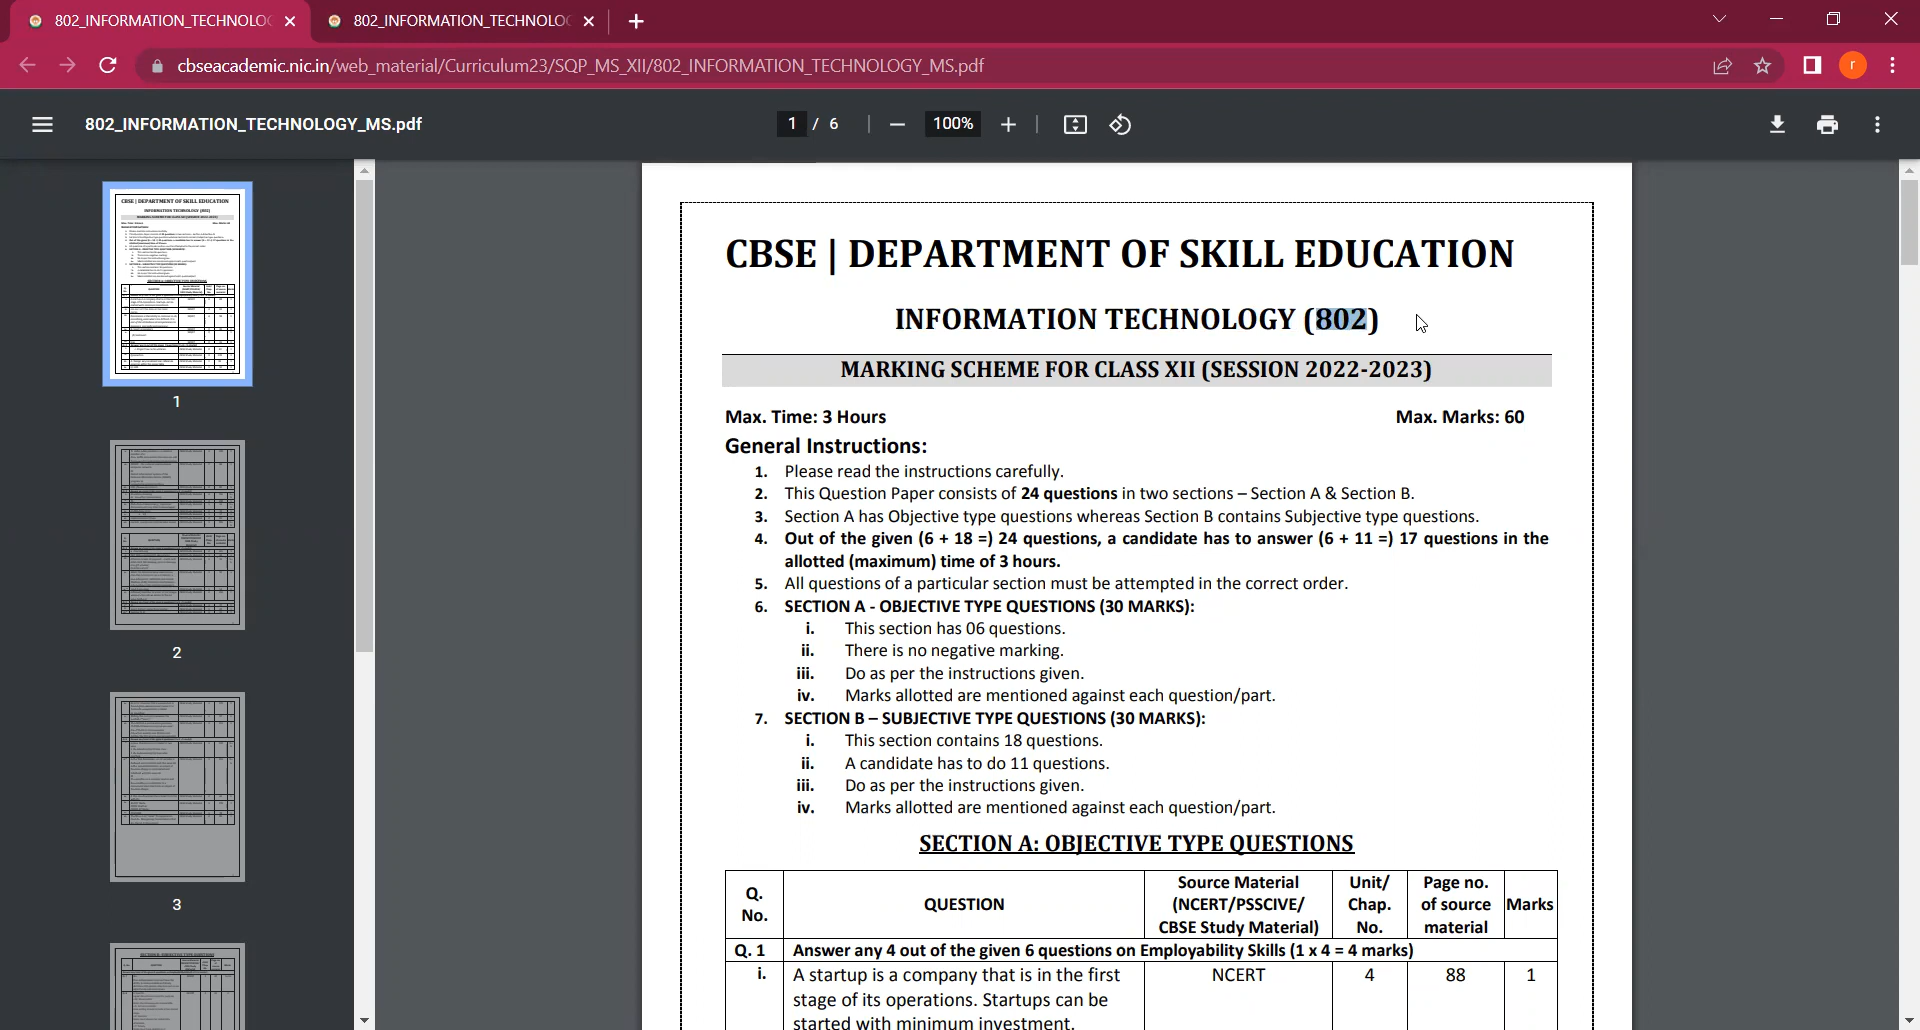 802_INFORMATION_TECHNOLO
802_INFORMATION_TECHNOLO
cbseacademic.nic.in/web_material/Curriculum23/SQP_MS_XII/802_INFORMATION_TECHNOLOGY_MS.pdf
r
802_INFORMATION_TECHNOLOGY_MS.pdf
1 / 6
100%
1
2
3
CBSE | DEPARTMENT OF SKILL EDUCATION
INFORMATION TECHNOLOGY (802)
MARKING SCHEME FOR CLASS XII (SESSION 2022-2023)
Max. Time: 3 Hours Max. Marks: 60
General Instructions:
1. Please read the instructions carefully.
2. This Question Paper consists of 24 questions in two sections – Section A & Section B.
3. Section A has Objective type questions whereas Section B contains Subjective type questions.
4. Out of the given (6 + 18 =) 24 questions, a candidate has to answer (6 + 11 =) 17 questions in the
allotted (maximum) time of 3 hours.
5. All questions of a particular section must be attempted in the correct order.
6. SECTION A - OBJECTIVE TYPE QUESTIONS (30 MARKS):
i. This section has 06 questions.
ii. There is no negative marking.
iii. Do as per the instructions given.
iv. Marks allotted are mentioned against each question/part.
7. SECTION B – SUBJECTIVE TYPE QUESTIONS (30 MARKS):
i. This section contains 18 questions.
ii. A candidate has to do 11 questions.
iii. Do as per the instructions given.
iv. Marks allotted are mentioned against each question/part.
SECTION A: OBJECTIVE TYPE QUESTIONS
Q.
No.
QUESTION
Source Material
(NCERT/PSSCIVE/
CBSE Study Material)
Unit/
Chap.
No.
Page no.
of source
material
Marks
Q. 1 Answer any 4 out of the given 6 questions on Employability Skills (1 x 4 = 4 marks)
i. A startup is a company that is in the first NCERT 4 88 1
stage of its operations. Startups can be
started with minimum investment.